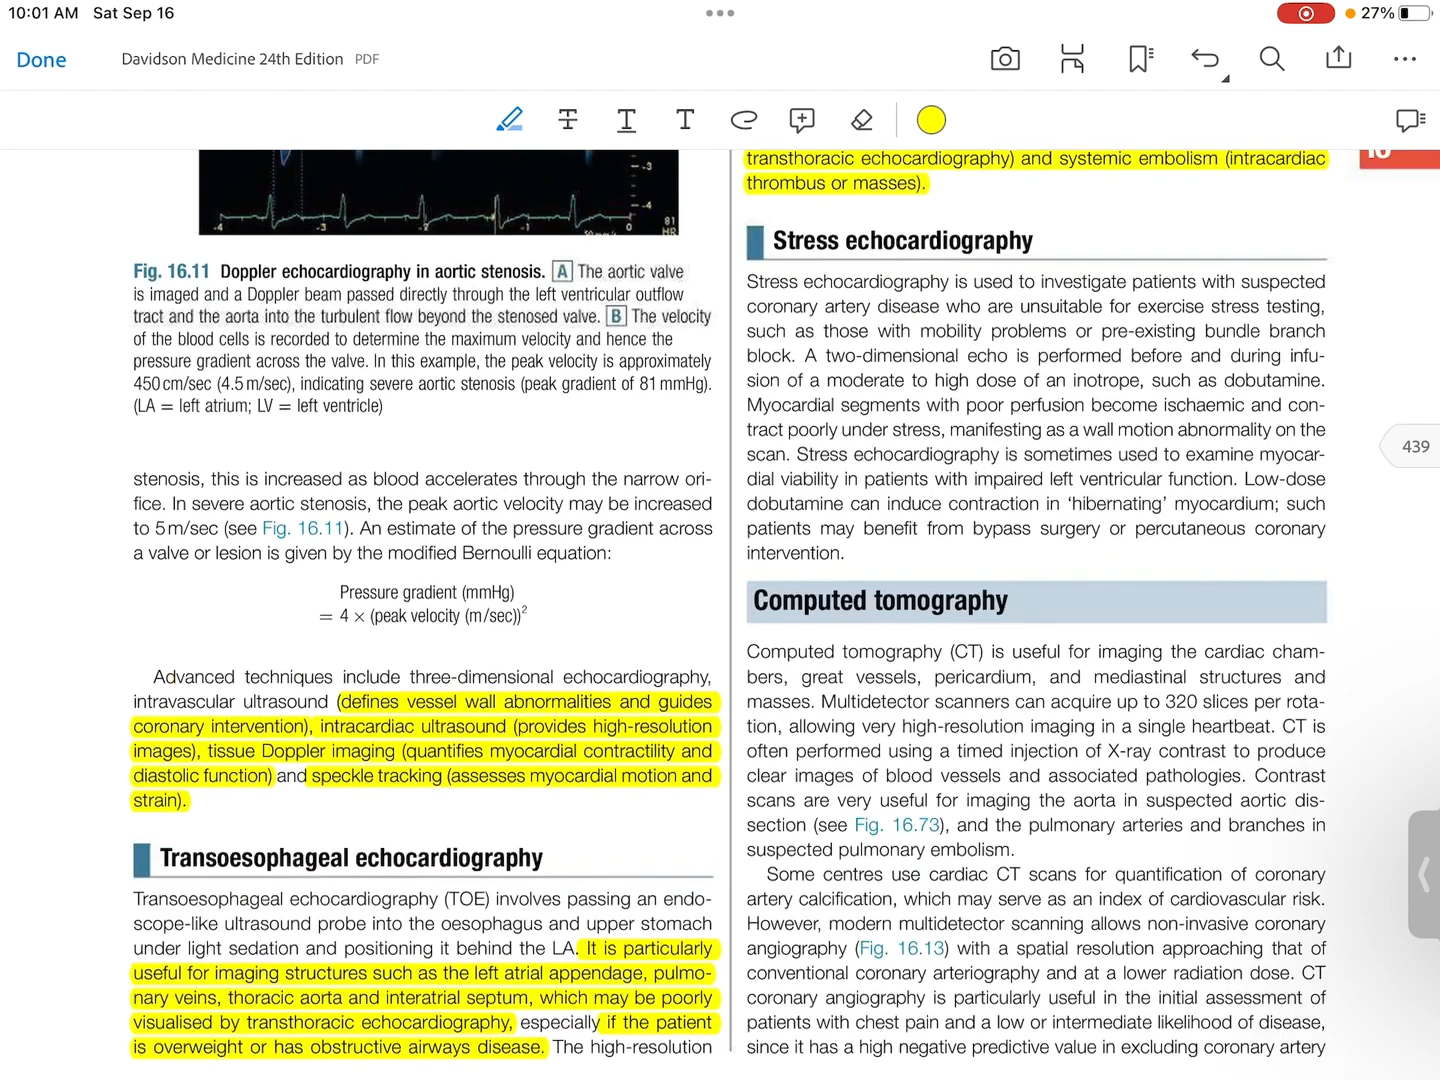 10:01 AM Sat Sep 16
27%
Done
Davidson Medicine 24th Edition PDF
-3
-4
-4 -3 -2 -1 0
81
HR
Fig. 16.11 Doppler echocardiography in aortic stenosis. A The aortic valve
is imaged and a Doppler beam passed directly through the left ventricular outflow
tract and the aorta into the turbulent flow beyond the stenosed valve. B The velocity
of the blood cells is recorded to determine the maximum velocity and hence the
pressure gradient across the valve. In this example, the peak velocity is approximately
450 cm/sec (4.5 m/sec), indicating severe aortic stenosis (peak gradient of 81 mmHg).
(LA = left atrium; LV = left ventricle)
stenosis, this is increased as blood accelerates through the narrow ori-
fice. In severe aortic stenosis, the peak aortic velocity may be increased
to 5 m/sec (see Fig. 16.11). An estimate of the pressure gradient across
a valve or lesion is given by the modified Bernoulli equation:
Pressure gradient (mmHg)
= 4 × (peak velocity (m/sec))²
Advanced techniques include three-dimensional echocardiography,
intravascular ultrasound (defines vessel wall abnormalities and guides
coronary intervention), intracardiac ultrasound (provides high-resolution
images), tissue Doppler imaging (quantifies myocardial contractility and
diastolic function) and speckle tracking (assesses myocardial motion and
strain).
Transoesophageal echocardiography
Transoesophageal echocardiography (TOE) involves passing an endo-
scope-like ultrasound probe into the oesophagus and upper stomach
under light sedation and positioning it behind the LA. It is particularly
useful for imaging structures such as the left atrial appendage, pulmo-
nary veins, thoracic aorta and interatrial septum, which may be poorly
visualised by transthoracic echocardiography, especially if the patient
is overweight or has obstructive airways disease. The high-resolution
transthoracic echocardiography) and systemic embolism (intracardiac
thrombus or masses).
Stress echocardiography
Stress echocardiography is used to investigate patients with suspected
coronary artery disease who are unsuitable for exercise stress testing,
such as those with mobility problems or pre-existing bundle branch
block. A two-dimensional echo is performed before and during infu-
sion of a moderate to high dose of an inotrope, such as dobutamine.
Myocardial segments with poor perfusion become ischaemic and con-
tract poorly under stress, manifesting as a wall motion abnormality on the
scan. Stress echocardiography is sometimes used to examine myocar-
dial viability in patients with impaired left ventricular function. Low-dose
dobutamine can induce contraction in ‘hibernating’ myocardium; such
patients may benefit from bypass surgery or percutaneous coronary
intervention.
Computed tomography
Computed tomography (CT) is useful for imaging the cardiac cham-
bers, great vessels, pericardium, and mediastinal structures and
masses. Multidetector scanners can acquire up to 320 slices per rota-
tion, allowing very high-resolution imaging in a single heartbeat. CT is
often performed using a timed injection of X-ray contrast to produce
clear images of blood vessels and associated pathologies. Contrast
scans are very useful for imaging the aorta in suspected aortic dis-
section (see Fig. 16.73), and the pulmonary arteries and branches in
suspected pulmonary embolism.
Some centres use cardiac CT scans for quantification of coronary
artery calcification, which may serve as an index of cardiovascular risk.
However, modern multidetector scanning allows non-invasive coronary
angiography (Fig. 16.13) with a spatial resolution approaching that of
conventional coronary arteriography and at a lower radiation dose. CT
coronary angiography is particularly useful in the initial assessment of
patients with chest pain and a low or intermediate likelihood of disease,
since it has a high negative predictive value in excluding coronary artery
439